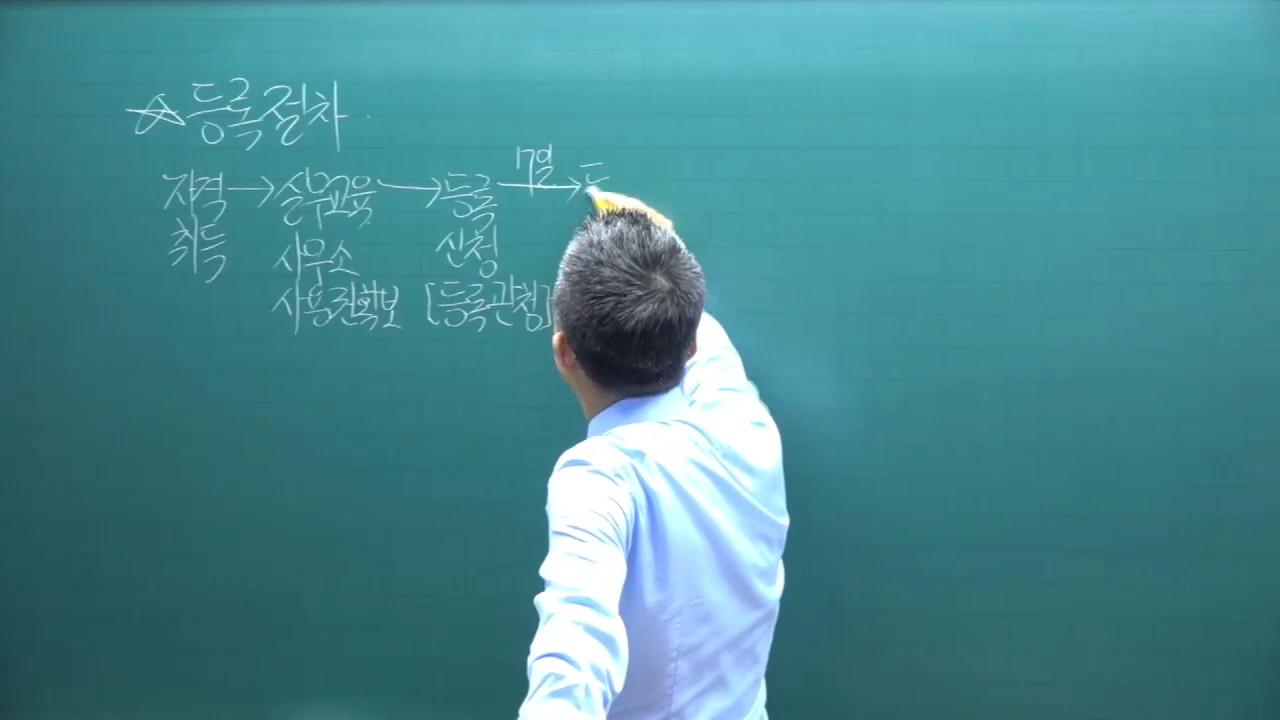 ☆등록절차
자격 → 실무교육 → 등록 7일→ 드
취득 사무소 신청
사용권확보 [등록관청]